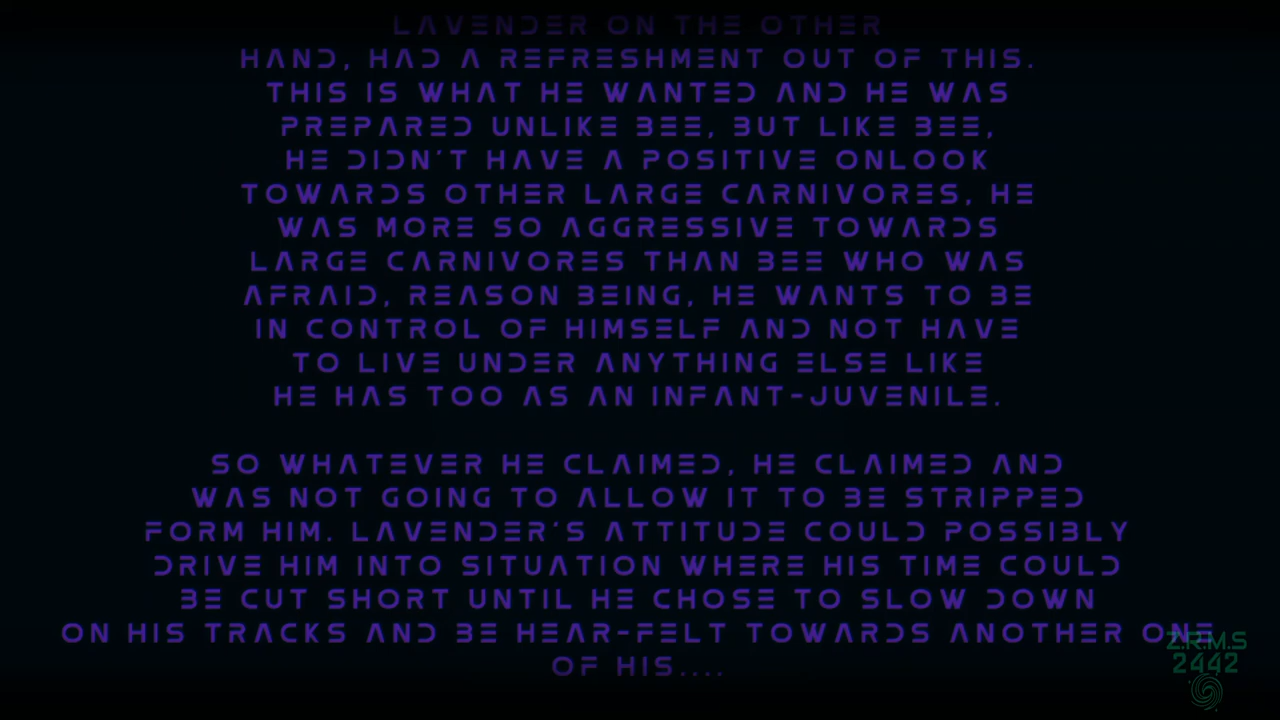 LAVENDER ON THE OTHER
HAND, HAD A REFRESHMENT OUT OF THIS.
THIS IS WHAT HE WANTED AND HE WAS
PREPARED UNLIKE BEE, BUT LIKE BEE,
HE DIDN'T HAVE A POSITIVE ONLOOK
TOWARDS OTHER LARGE CARNIVORES, HE
WAS MORE SO AGGRESSIVE TOWARDS
LARGE CARNIVORES THAN BEE WHO WAS
AFRAID, REASON BEING, HE WANTS TO BE
IN CONTROL OF HIMSELF AND NOT HAVE
TO LIVE UNDER ANYTHING ELSE LIKE
HE HAS TOO AS AN INFANT-JUVENILE.
SO WHATEVER HE CLAIMED, HE CLAIMED AND
WAS NOT GOING TO ALLOW IT TO BE STRIPPED
FORM HIM. LAVENDER'S ATTITUDE COULD POSSIBLY
DRIVE HIM INTO SITUATION WHERE HIS TIME COULD
BE CUT SHORT UNTIL HE CHOSE TO SLOW DOWN
ON HIS TRACKS AND BE HEAR-FELT TOWARDS ANOTHER ONE
OF HIS....
Z.R.M.S
2442